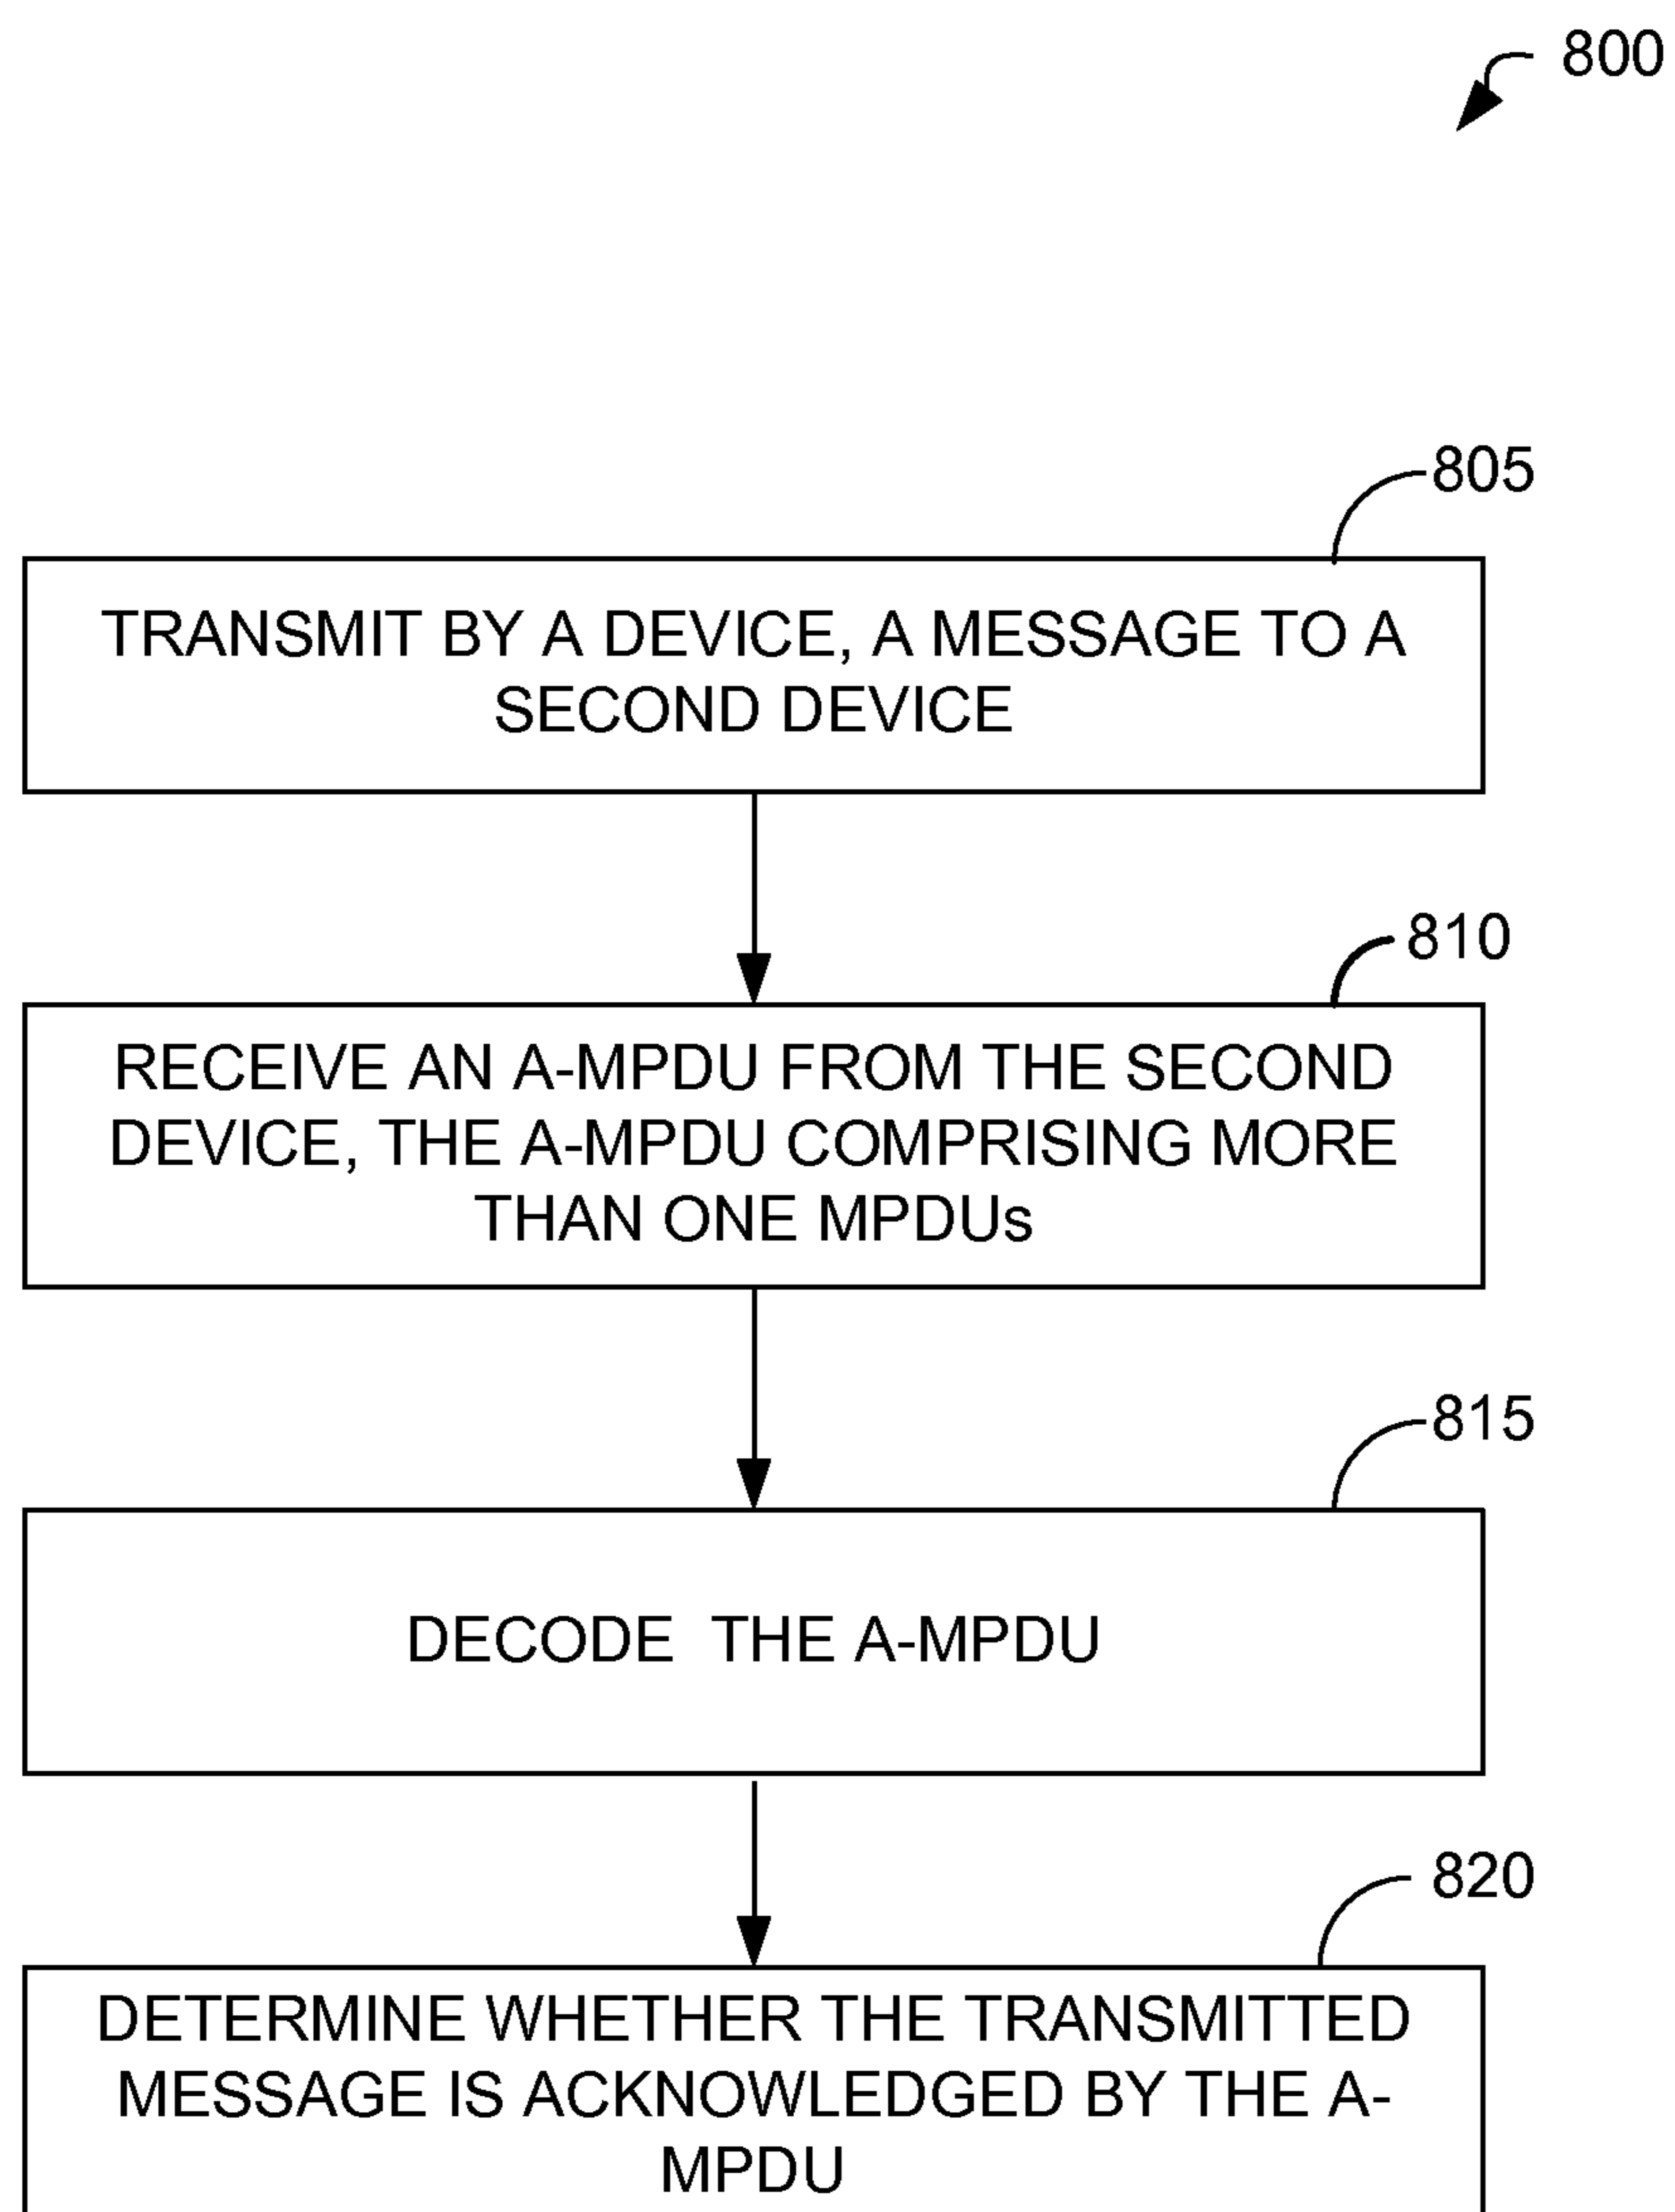 800
805
TRANSMIT BY A DEVICE, A MESSAGE TO A
SECOND DEVICE
810
RECEIVE AN A-MPDU FROM THE SECOND
DEVICE, THE A-MPDU COMPRISING MORE
THAN ONE MPDUs
815
DECODE THE A-MPDU
820
DETERMINE WHETHER THE TRANSMITTED
MESSAGE IS ACKNOWLEDGED BY THE A-
MPDU